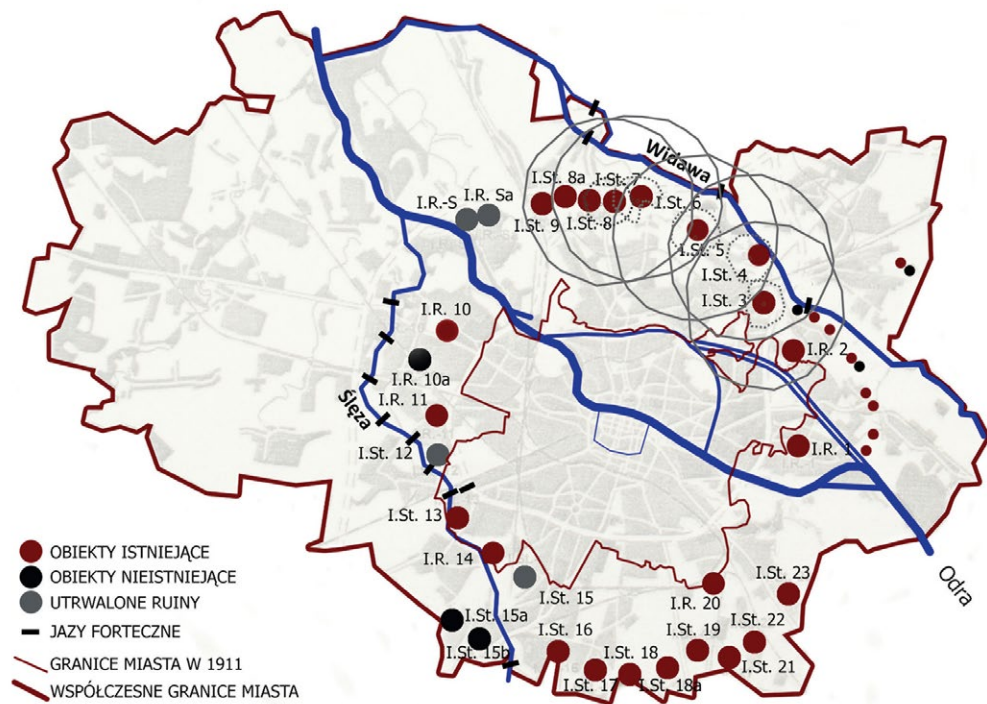 Widawa
I.St. 8a
I.St. 7
I.R. Sa
I.R.-S
I.St. 6
I.St. 9
I.St. 8
I.St. 5
I.St. 4
I.St. 3
I.R. 10
I.R. 2
I.R. 10a
Ślęza
I.R. 11
I.R. 1
I.St. 12
I.St. 13
OBIEKTY ISTNIEJĄCE
I.R. 14
I.St. 23
OBIEKTY NIEISTNIEJĄCE
Odra
UTRWALONE RUINY
I.St. 15
I.R. 20
I.St. 15a
I.St. 22
JAZY FORTECZNE
I.St. 16
I.St. 19
I.St. 15b
GRANICE MIASTA W 1911
I.St. 18
I.St. 21
I.St. 17
I.St. 18a
WSPÓŁCZESNE GRANICE MIASTA